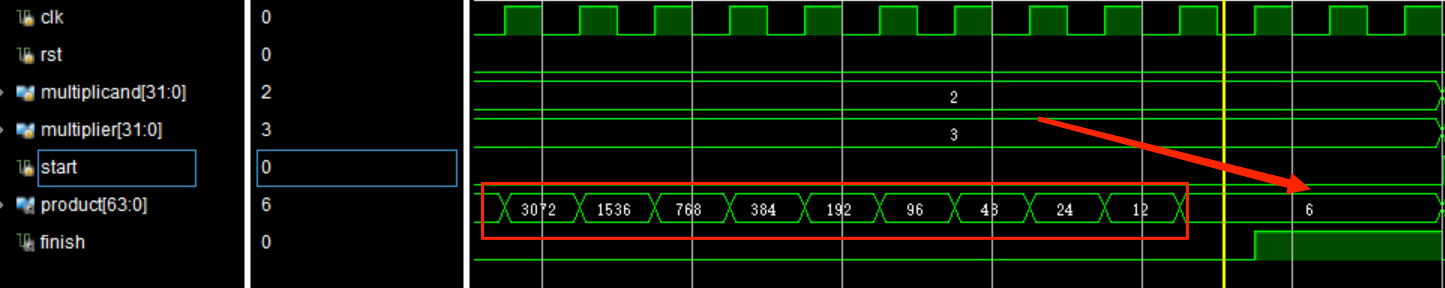 clk 0
rst 0
multiplicand[31:0] 2 2
multiplier[31:0] 3 3
start 0
product[63:0] 6 3072 1536 768 384 192 96 48 24 12 6
finish 0